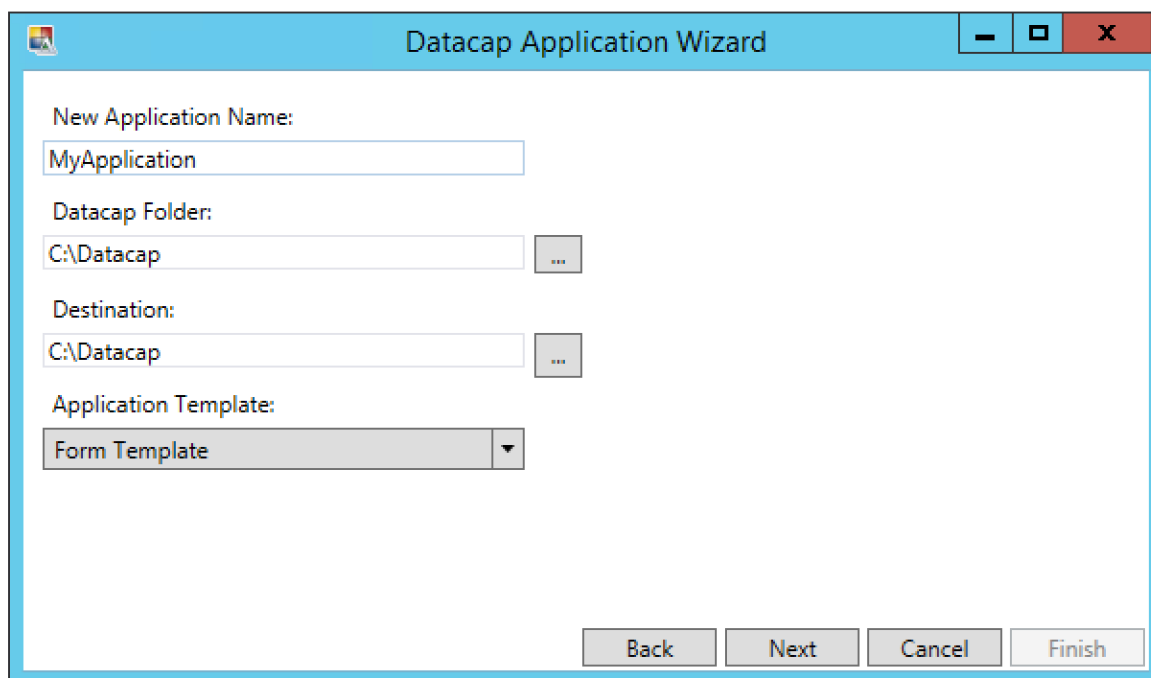 Datacap Application Wizard
New Application Name:
MyApplication
Datacap Folder:
C:\Datacap
...
Destination:
C:\Datacap
...
Application Template:
Form Template
Back Next Cancel Finish